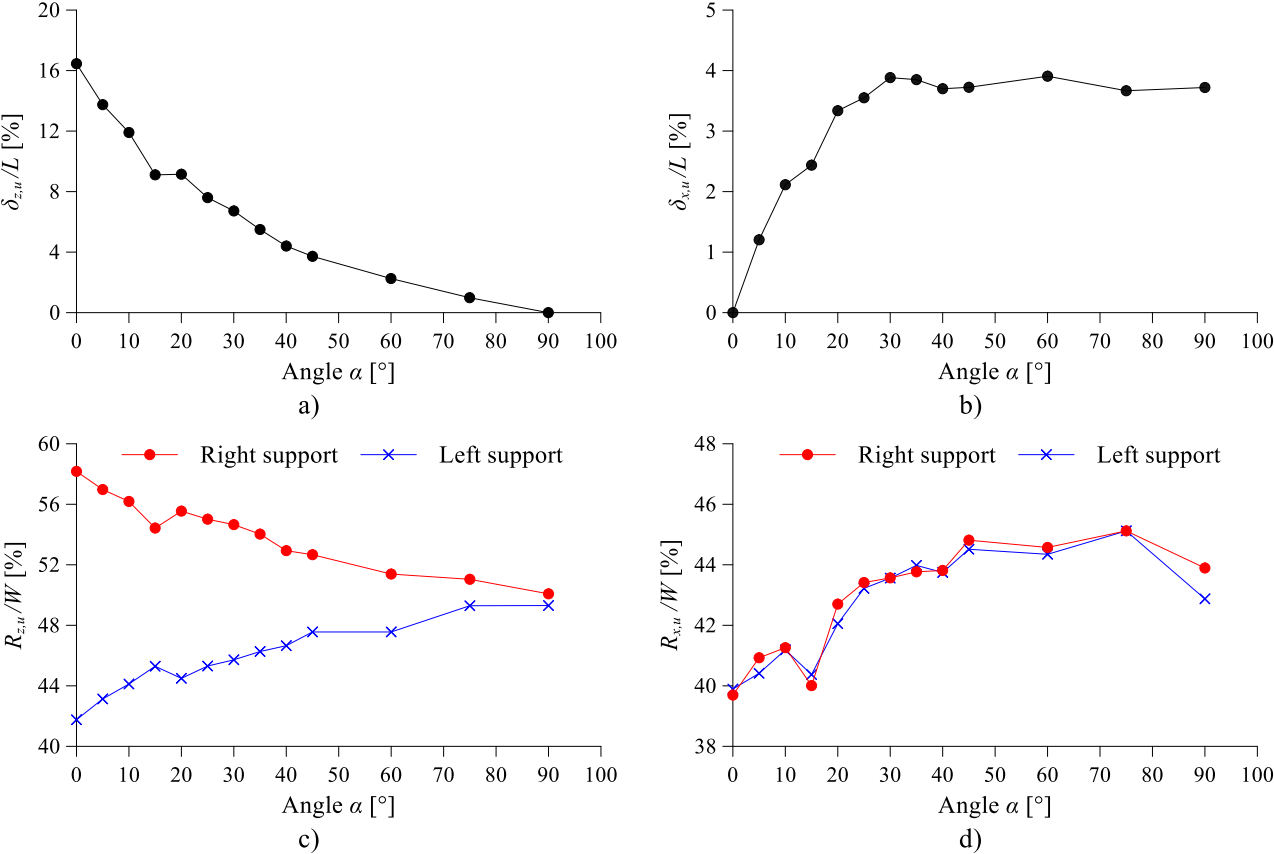 20
16
12
8
4
0
δz,u/L [%]
0 10 20 30 40 50 60 70 80 90 100
Angle α [°]
a)
5
4
3
2
1
0
δx,u/L [%]
0 10 20 30 40 50 60 70 80 90 100
Angle α [°]
b)
60
56
52
48
44
40
Rz,u/W [%]
Right support Left support
0 10 20 30 40 50 60 70 80 90 100
Angle α [°]
c)
48
46
44
42
40
38
Rx,u/W [%]
Right support Left support
0 10 20 30 40 50 60 70 80 90 100
Angle α [°]
d)